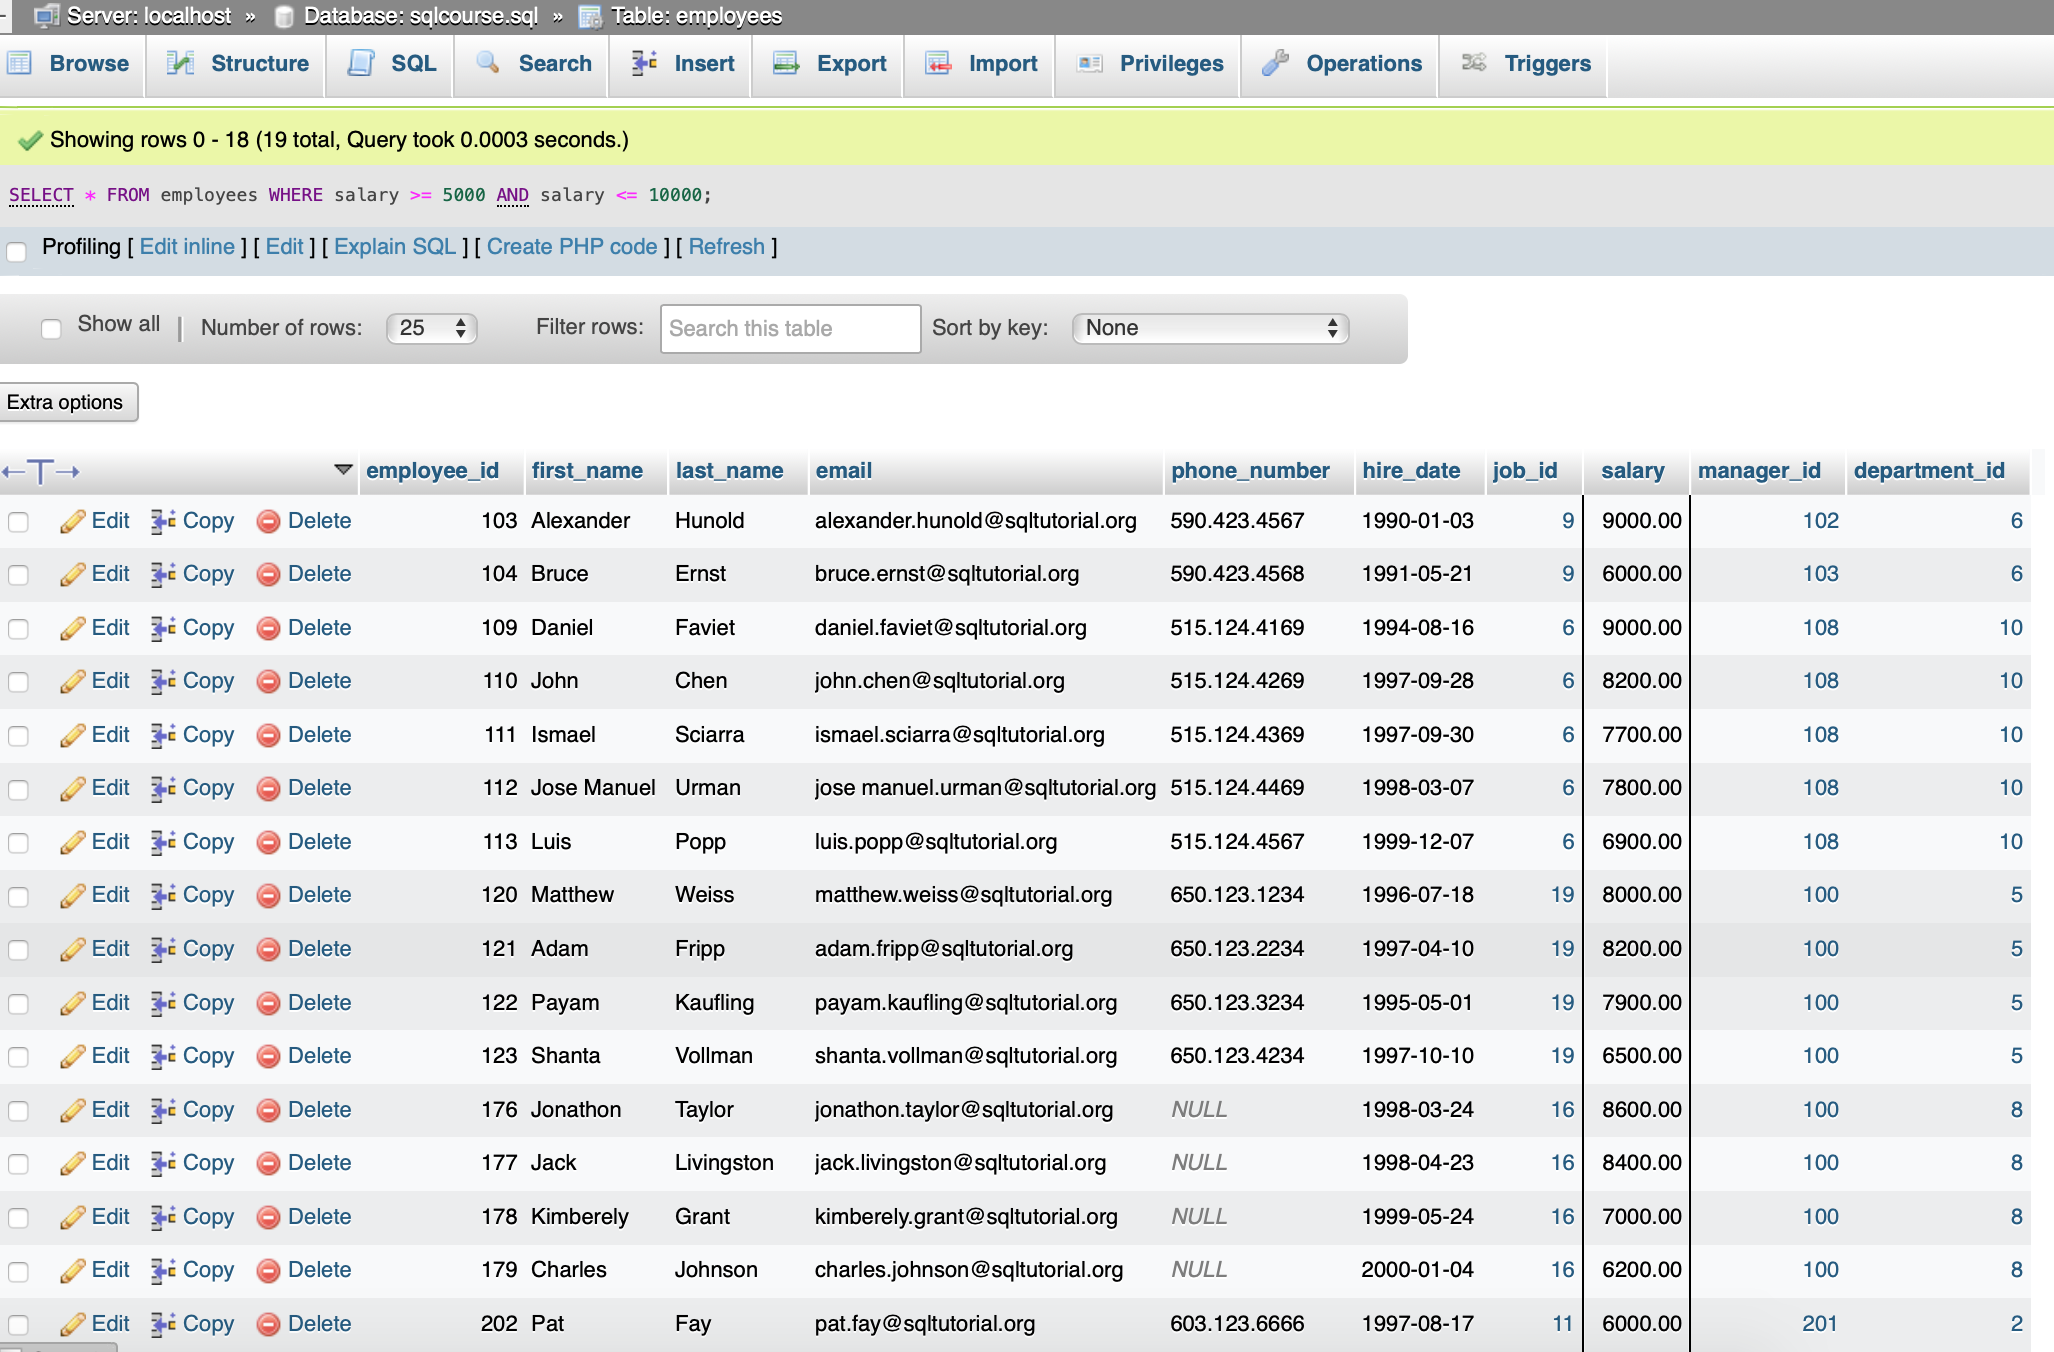 Server: localhost » Database: sqlcourse.sql » Table: employees
Browse Structure SQL Search Insert Export Import Privileges Operations Triggers
Showing rows 0 - 18 (19 total, Query took 0.0003 seconds.)
SELECT * FROM employees WHERE salary >= 5000 AND salary <= 10000;
Profiling [ Edit inline ] [ Edit ] [ Explain SQL ] [ Create PHP code ] [ Refresh ]
Show all | Number of rows: 25 Filter rows: Search this table Sort by key: None
Extra options
←T→ employee_id first_name last_name email phone_number hire_date job_id salary manager_id department_id
Edit Copy Delete 103 Alexander Hunold alexander.hunold@sqltutorial.org 590.423.4567 1990-01-03 9 9000.00 102 6
Edit Copy Delete 104 Bruce Ernst bruce.ernst@sqltutorial.org 590.423.4568 1991-05-21 9 6000.00 103 6
Edit Copy Delete 109 Daniel Faviet daniel.faviet@sqltutorial.org 515.124.4169 1994-08-16 6 9000.00 108 10
Edit Copy Delete 110 John Chen john.chen@sqltutorial.org 515.124.4269 1997-09-28 6 8200.00 108 10
Edit Copy Delete 111 Ismael Sciarra ismael.sciarra@sqltutorial.org 515.124.4369 1997-09-30 6 7700.00 108 10
Edit Copy Delete 112 Jose Manuel Urman jose manuel.urman@sqltutorial.org 515.124.4469 1998-03-07 6 7800.00 108 10
Edit Copy Delete 113 Luis Popp luis.popp@sqltutorial.org 515.124.4567 1999-12-07 6 6900.00 108 10
Edit Copy Delete 120 Matthew Weiss matthew.weiss@sqltutorial.org 650.123.1234 1996-07-18 19 8000.00 100 5
Edit Copy Delete 121 Adam Fripp adam.fripp@sqltutorial.org 650.123.2234 1997-04-10 19 8200.00 100 5
Edit Copy Delete 122 Payam Kaufling payam.kaufling@sqltutorial.org 650.123.3234 1995-05-01 19 7900.00 100 5
Edit Copy Delete 123 Shanta Vollman shanta.vollman@sqltutorial.org 650.123.4234 1997-10-10 19 6500.00 100 5
Edit Copy Delete 176 Jonathon Taylor jonathon.taylor@sqltutorial.org NULL 1998-03-24 16 8600.00 100 8
Edit Copy Delete 177 Jack Livingston jack.livingston@sqltutorial.org NULL 1998-04-23 16 8400.00 100 8
Edit Copy Delete 178 Kimberely Grant kimberely.grant@sqltutorial.org NULL 1999-05-24 16 7000.00 100 8
Edit Copy Delete 179 Charles Johnson charles.johnson@sqltutorial.org NULL 2000-01-04 16 6200.00 100 8
Edit Copy Delete 202 Pat Fay pat.fay@sqltutorial.org 603.123.6666 1997-08-17 11 6000.00 201 2